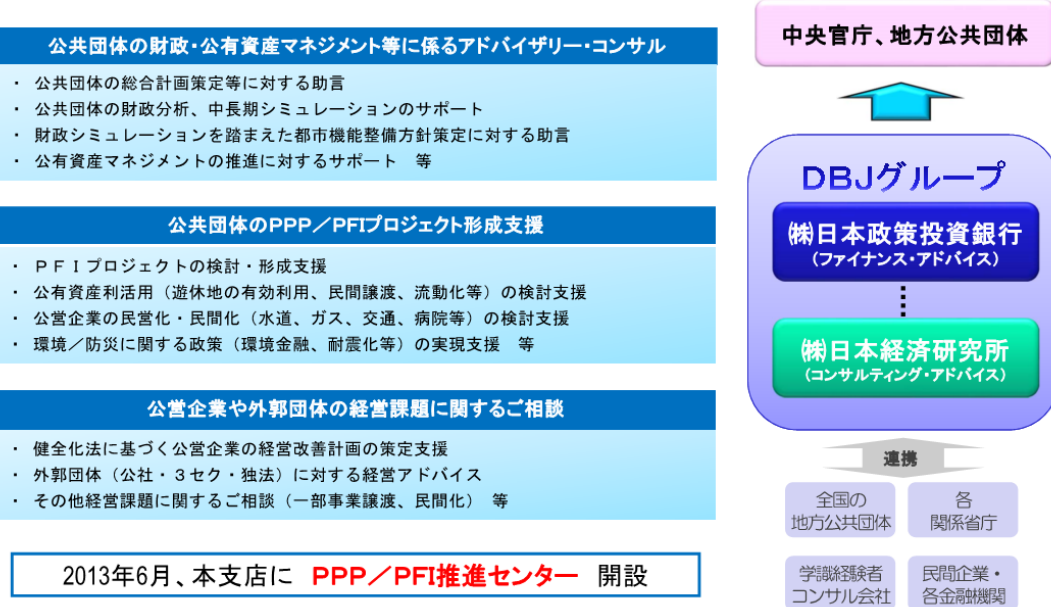 公共団体の財政・公有資産マネジメント等に係るアドバイザリー・コンサル
・ 公共団体の総合計画策定等に対する助言
・ 公共団体の財政分析、中長期シミュレーションのサポート
・ 財政シミュレーションを踏まえた都市機能整備方針策定に対する助言
・ 公有資産マネジメントの推進に対するサポート 等
公共団体のPPP／PFIプロジェクト形成支援
・ ＰＦＩプロジェクトの検討・形成支援
・ 公有資産利活用（遊休地の有効利用、民間譲渡、流動化等）の検討支援
・ 公営企業の民営化・民間化（水道、ガス、交通、病院等）の検討支援
・ 環境／防災に関する政策（環境金融、耐震化等）の実現支援 等
公営企業や外郭団体の経営課題に関するご相談
・ 健全化法に基づく公営企業の経営改善計画の策定支援
・ 外郭団体（公社・３セク・独法）に対する経営アドバイス
・ その他経営課題に関するご相談（一部事業譲渡、民間化） 等
2013年6月、本支店に PPP／PFI推進センター 開設
中央官庁、地方公共団体
DBJグループ
㈱日本政策投資銀行
（ファイナンス・アドバイス）
㈱日本経済研究所
（コンサルティング・アドバイス）
連携
全国の
地方公共団体
各
関係省庁
学識経験者
コンサル会社
民間企業・
各金融機関